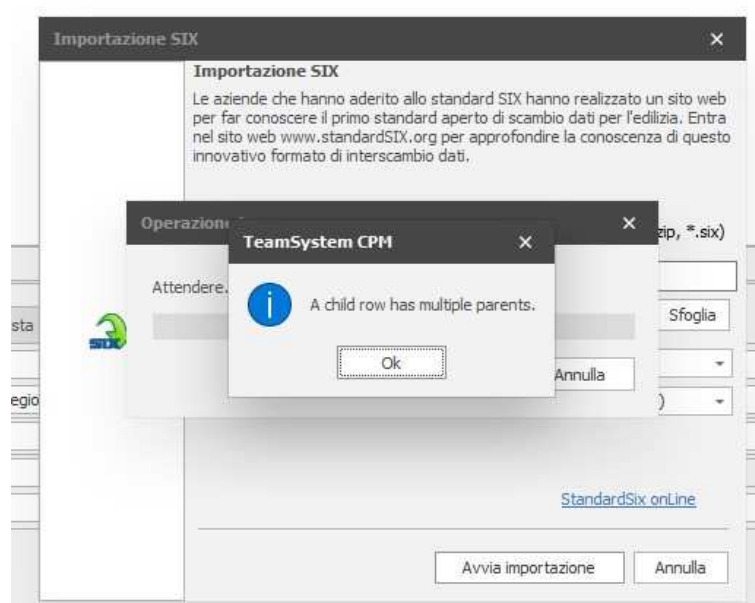 Importazione SIX
Importazione SIX
Le aziende che hanno aderito allo standard SIX hanno realizzato un sito web
per far conoscere il primo standard aperto di scambio dati per l'edilizia. Entra
nel sito web www.standardSIX.org per approfondire la conoscenza di questo
innovativo formato di interscambio dati.
zip, *.six)
TeamSystem CPM
Attendere.
A child row has multiple parents.
Sfoglia
SIX
Ok
Annulla
StandardSix onLine
Avvia importazione
Annulla